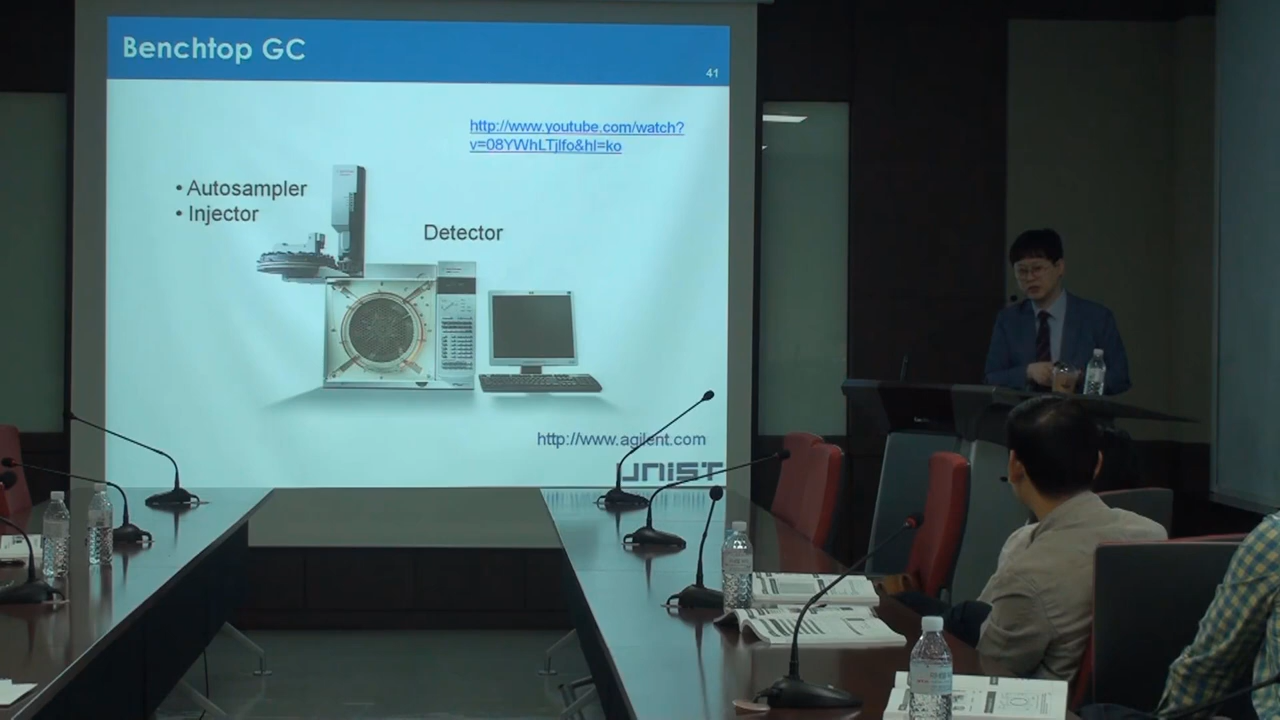 Benchtop GC
41
http://www.youtube.com/watch?
v=08YWhLTjlfo&hl=ko
• Autosampler
• Injector
Detector
http://www.agilent.com
UNIST